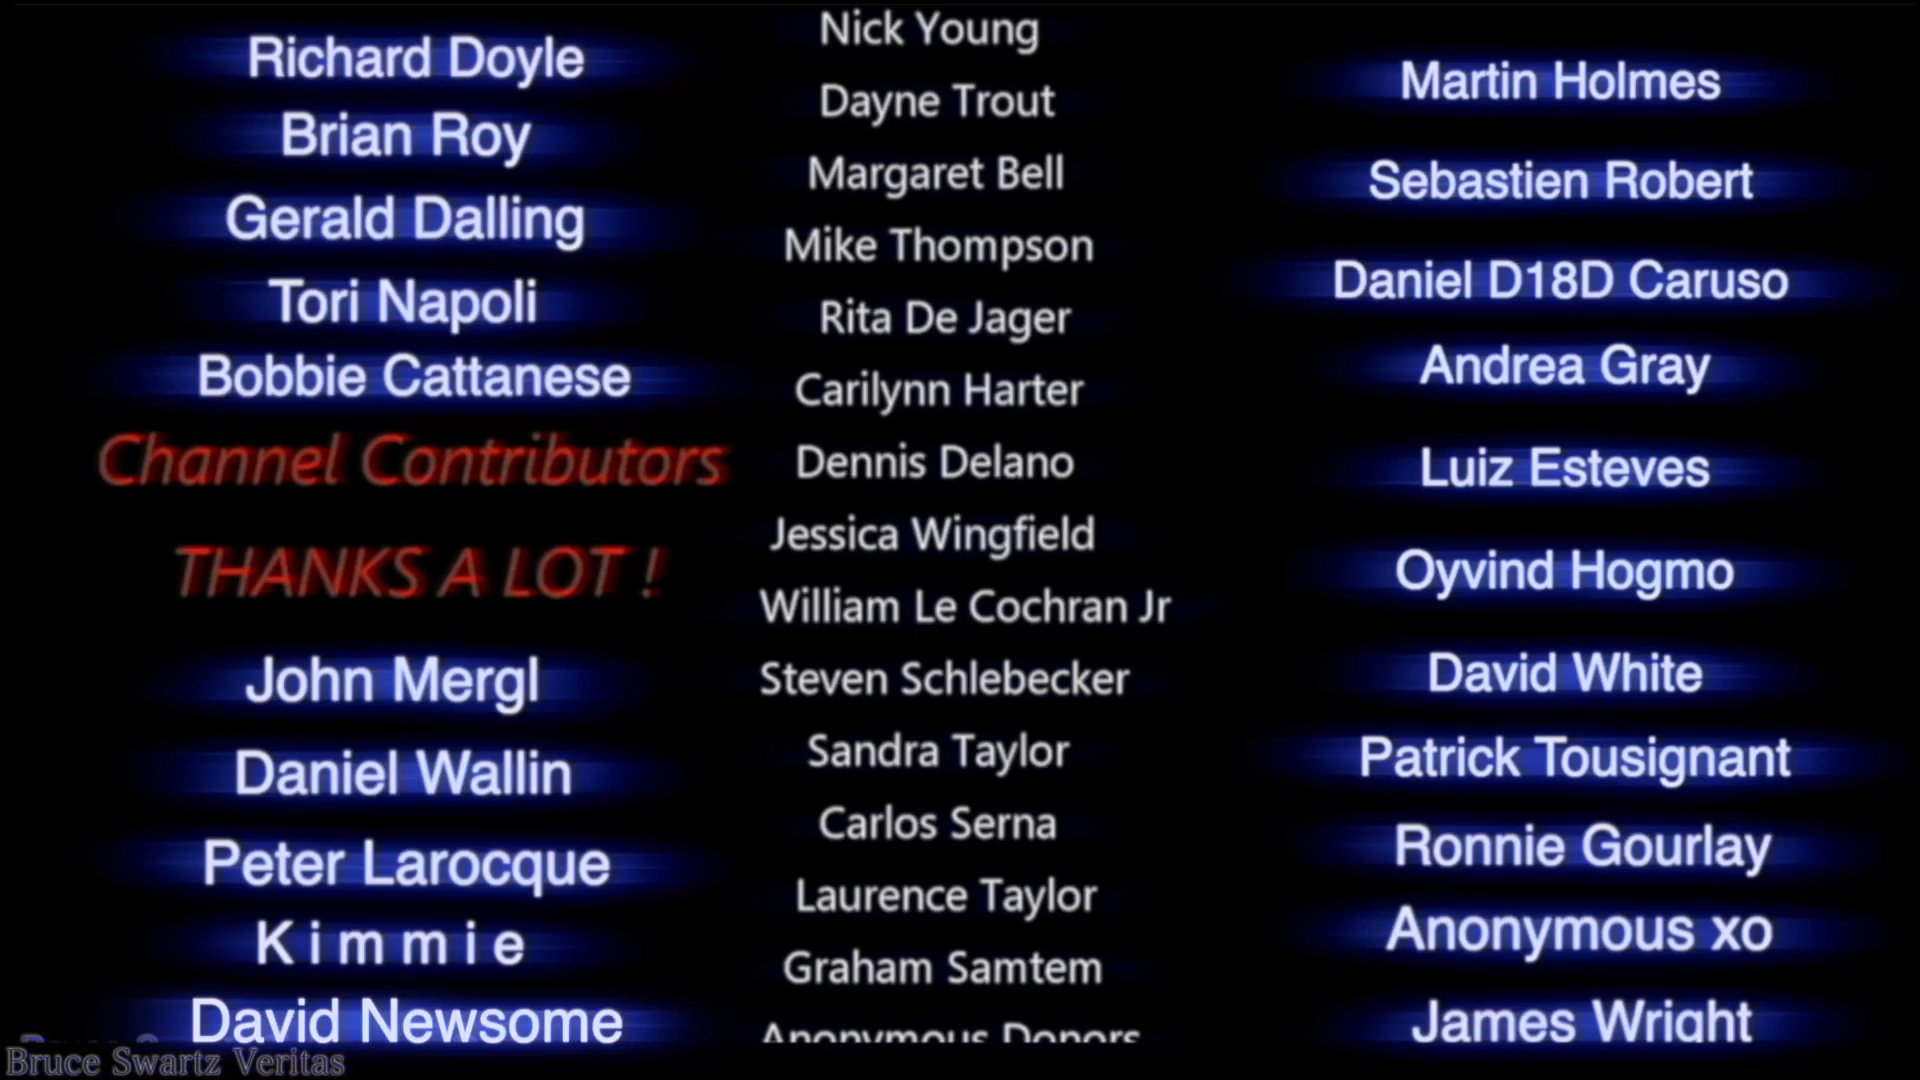 Richard Doyle
Brian Roy
Gerald Dalling
Tori Napoli
Bobbie Cattanese
Channel Contributors
THANKS A LOT !
John Mergl
Daniel Wallin
Peter Larocque
K i m m i e
David Newsome
Bruce Swartz Veritas
Nick Young
Dayne Trout
Margaret Bell
Mike Thompson
Rita De Jager
Carilynn Harter
Dennis Delano
Jessica Wingfield
William Le Cochran Jr
Steven Schlebecker
Sandra Taylor
Carlos Serna
Laurence Taylor
Graham Samtem
Anonymous Donors
Martin Holmes
Sebastien Robert
Daniel D18D Caruso
Andrea Gray
Luiz Esteves
Oyvind Hogmo
David White
Patrick Tousignant
Ronnie Gourlay
Anonymous xo
James Wright